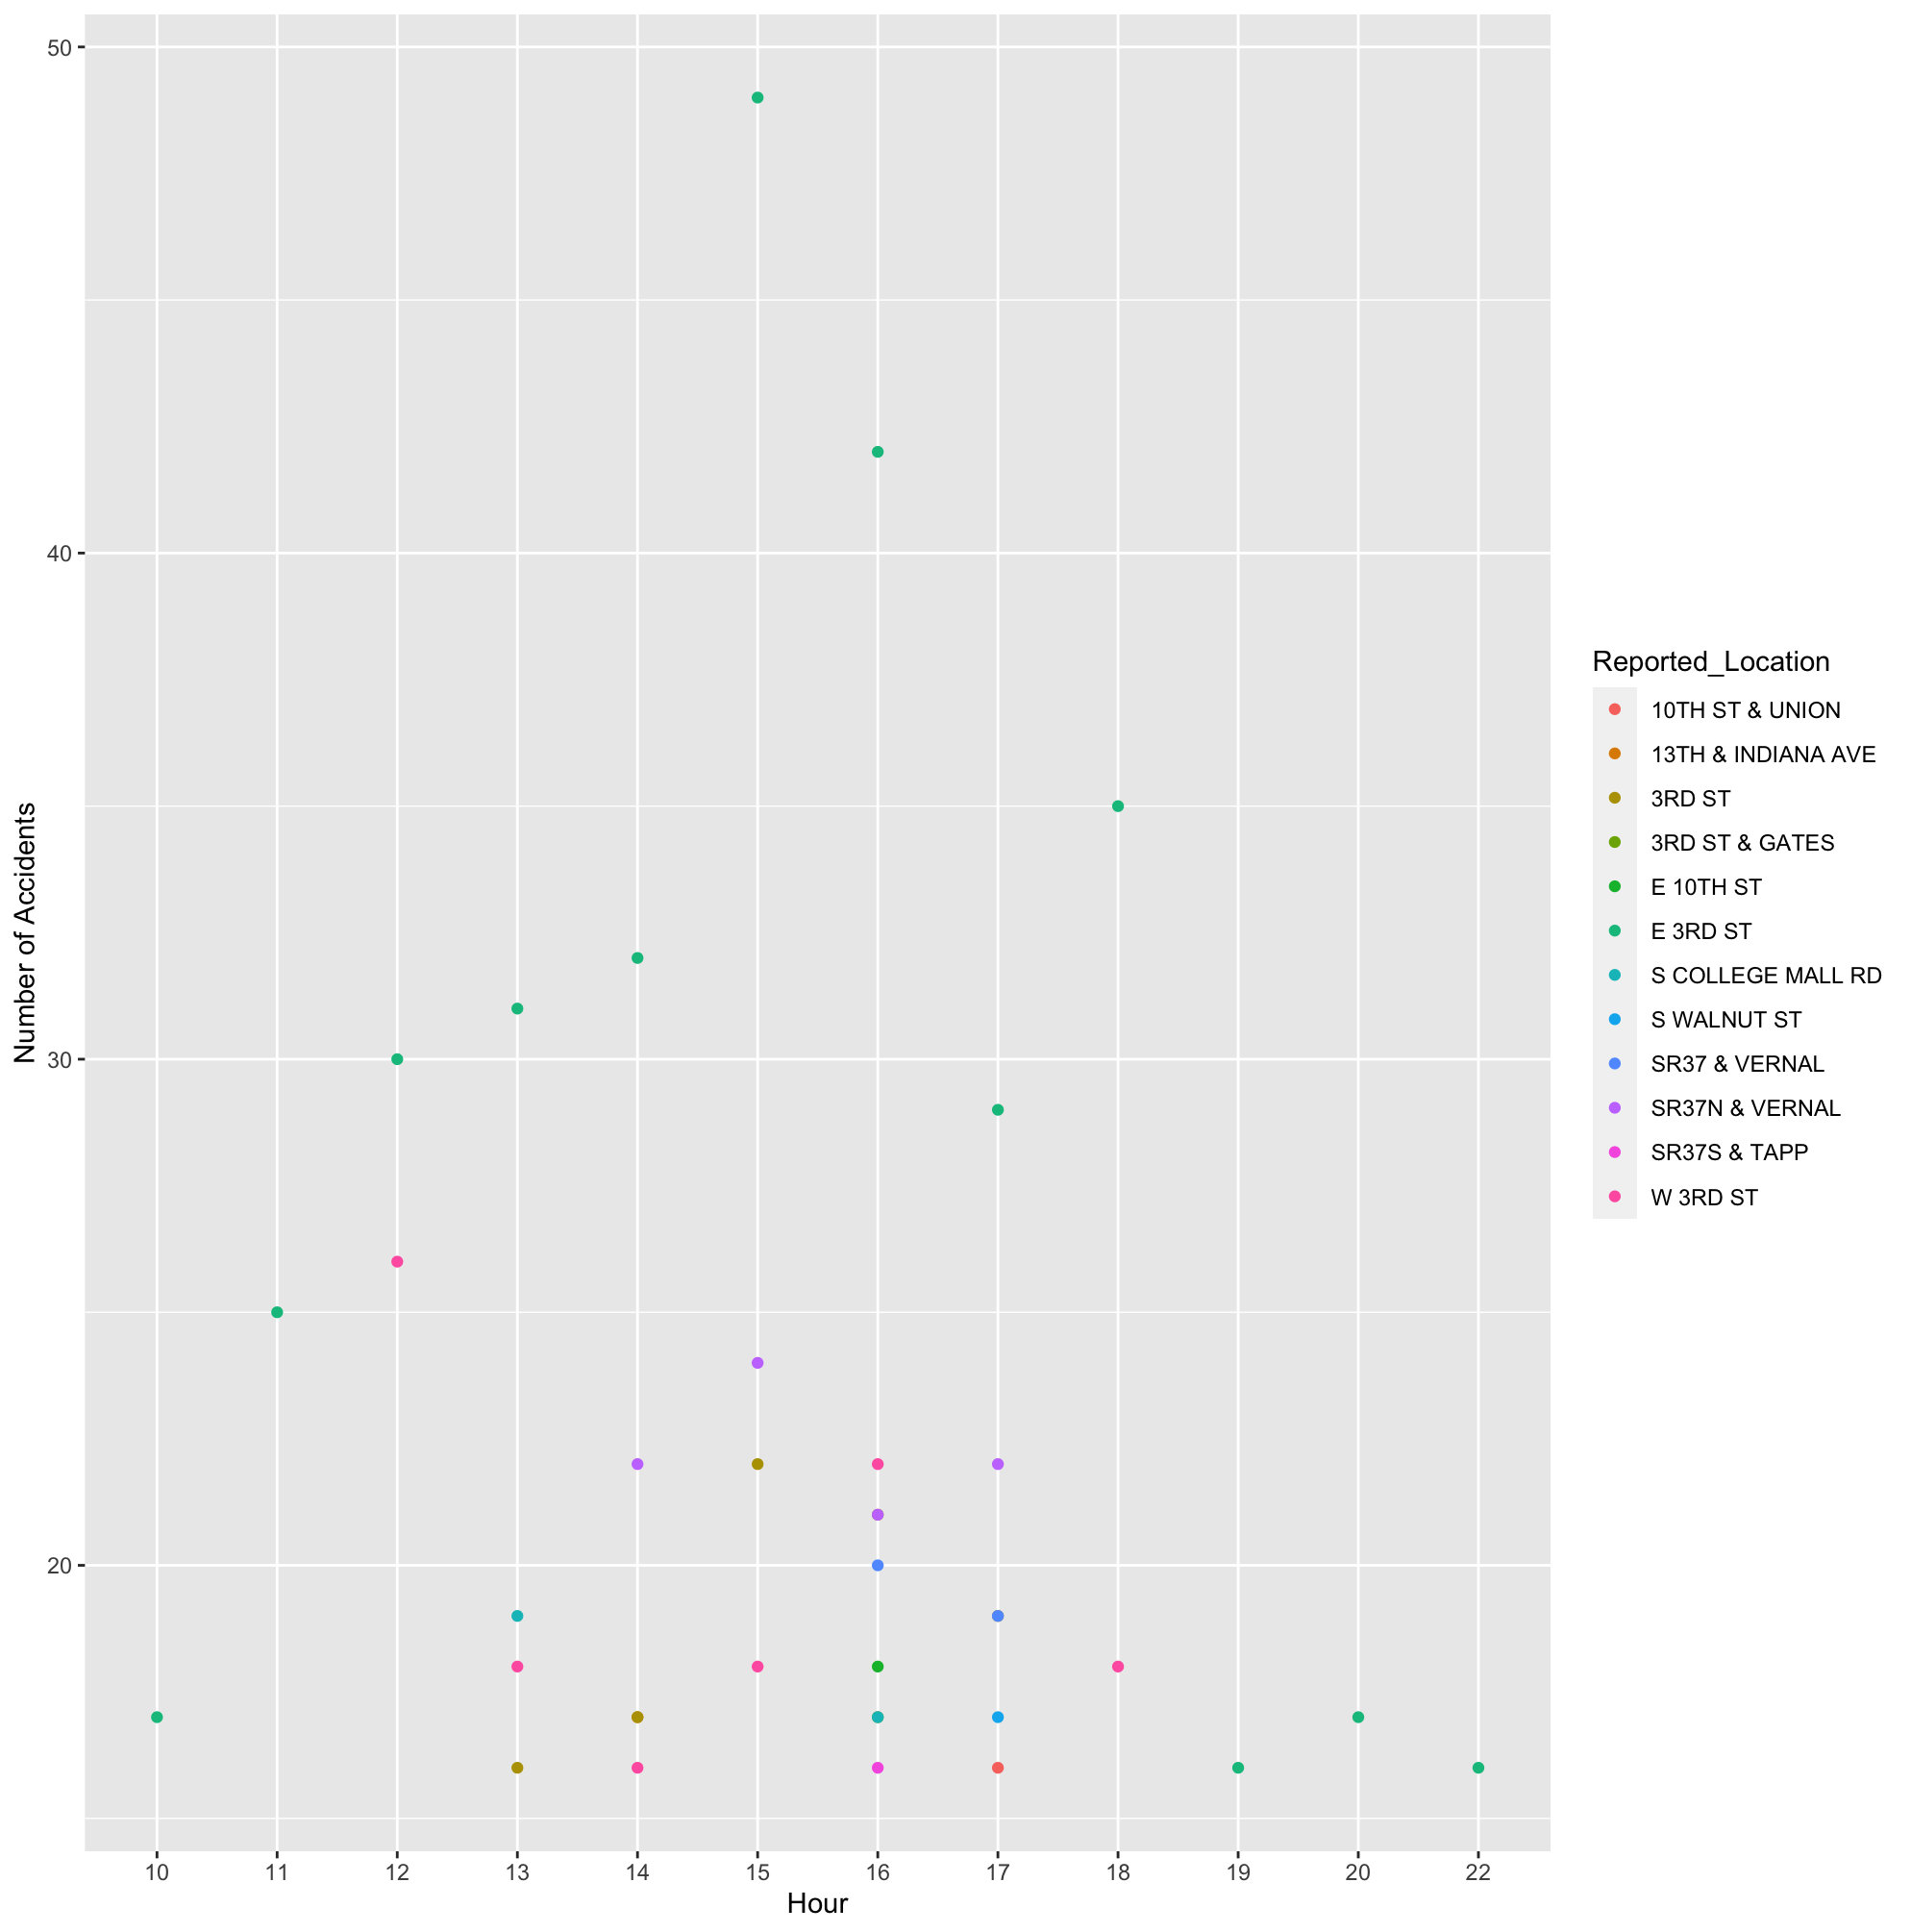 50
40
30
20
Number of Accidents
10 11 12 13 14 15 16 17 18 19 20 22
Hour
Reported_Location
10TH ST & UNION
13TH & INDIANA AVE
3RD ST
3RD ST & GATES
E 10TH ST
E 3RD ST
S COLLEGE MALL RD
S WALNUT ST
SR37 & VERNAL
SR37N & VERNAL
SR37S & TAPP
W 3RD ST